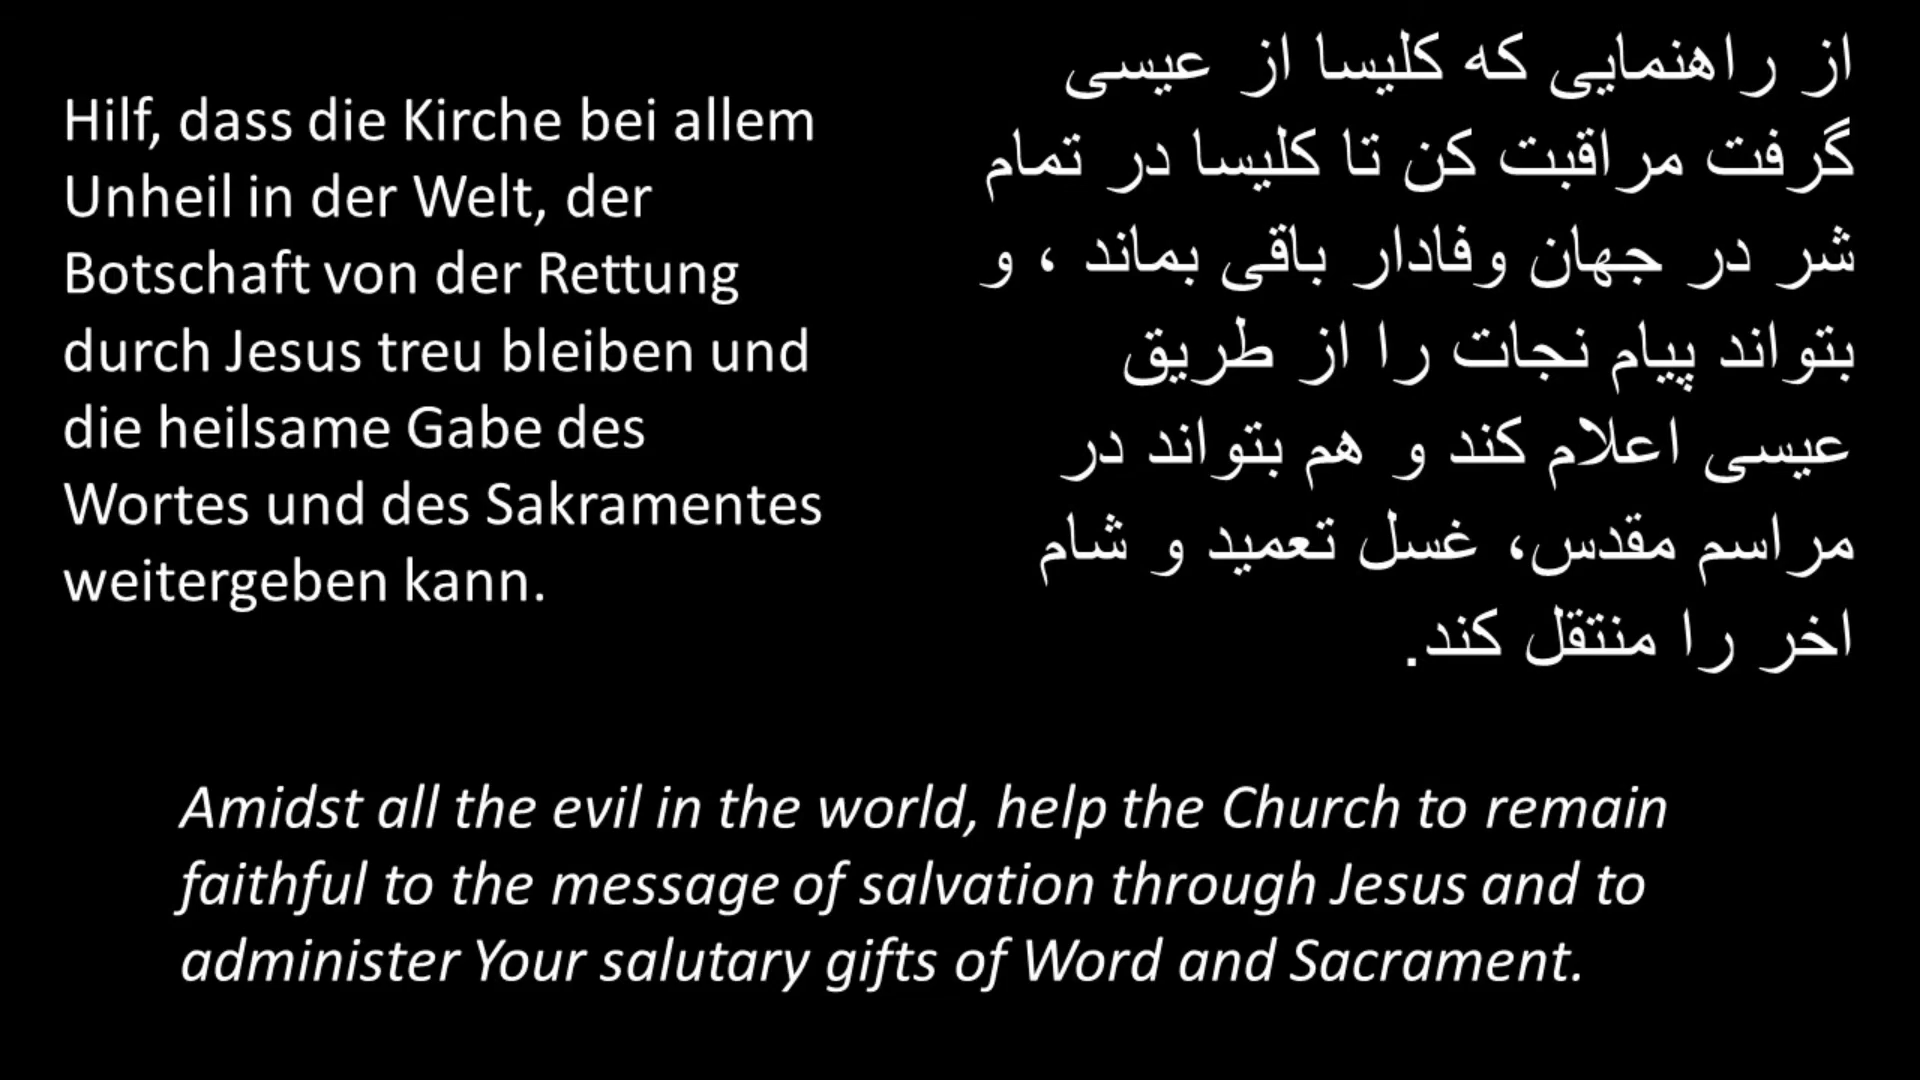 Hilf, dass die Kirche bei allem
Unheil in der Welt, der
Botschaft von der Rettung
durch Jesus treu bleiben und
die heilsame Gabe des
Wortes und des Sakramentes
weitergeben kann.
از راهنمایی که کلیسا از عیسی
گرفت مراقبت کن تا کلیسا در تمام
شر در جهان وفادار باقی بماند ، و
بتواند پیام نجات را از طریق
عیسی اعلام کند و هم بتواند در
مراسم مقدس، غسل تعمید و شام
اخر را منتقل کند.
Amidst all the evil in the world, help the Church to remain
faithful to the message of salvation through Jesus and to
administer Your salutary gifts of Word and Sacrament.